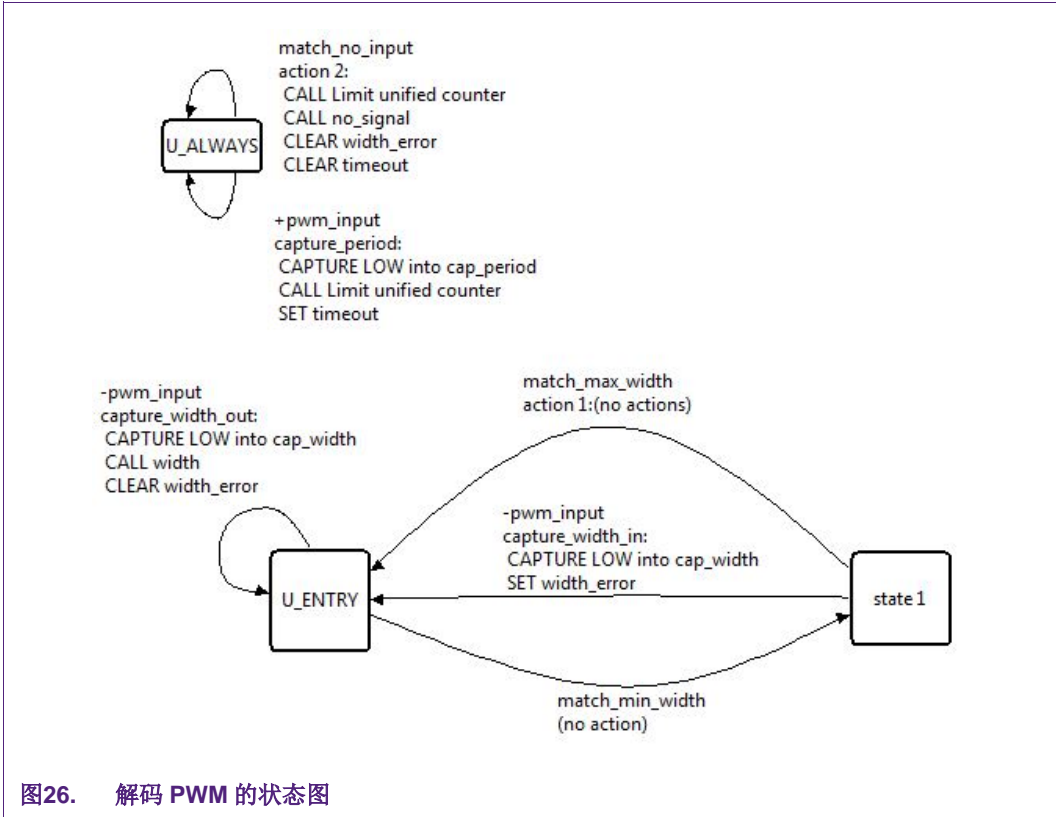 match_no_input
action 2:
CALL Limit unified counter
CALL no_signal
CLEAR width_error
CLEAR timeout
U_ALWAYS
+pwm_input
capture_period:
CAPTURE LOW into cap_period
CALL Limit unified counter
SET timeout
-pwm_input
capture_width_out:
CAPTURE LOW into cap_width
CALL width
CLEAR width_error
match_max_width
action 1:(no actions)
-pwm_input
capture_width_in:
CAPTURE LOW into cap_width
SET width_error
U_ENTRY
state 1
match_min_width
(no action)
图26. 解码 PWM 的状态图